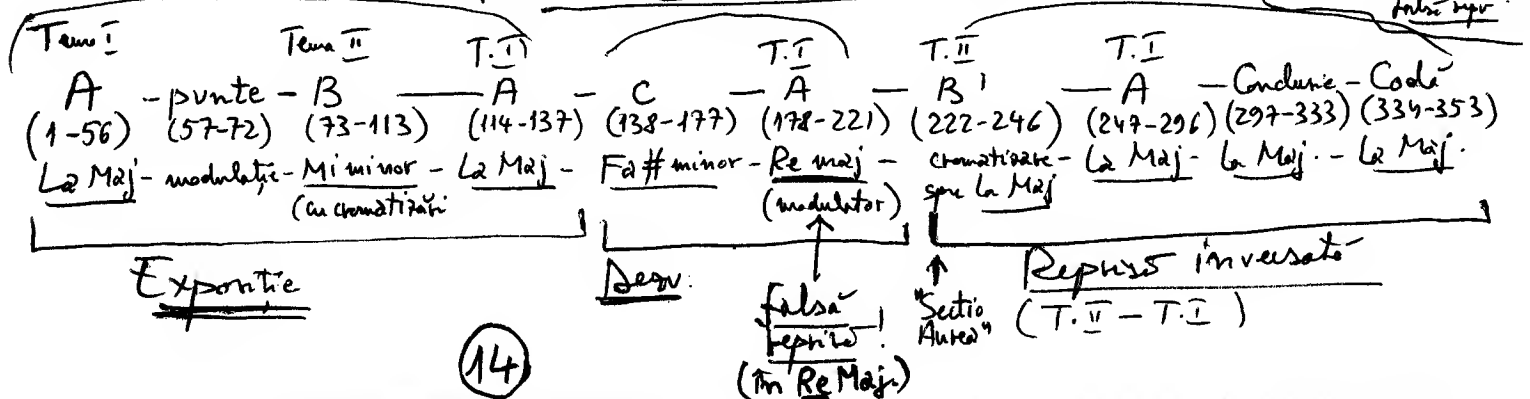 falsă repr.
Tema I Tema II T.I T.I T.II T.I
A - punte - B — A - C — A - B' — A - Concluzie - Codă
(1-56) (57-72) (73-113) (114-137) (138-177) (178-221) (222-246) (247-296) (297-333) (334-353)
La Maj - modulație - Mi minor - La Maj - Fa# minor - Re maj - cromatizare - La Maj - La Maj. - La Maj.
(cu cromatizări (modulator) spre La Maj
Expoziție Dezv. Repriză inversată
falsă "Sectio (T.II - T.I)
repriză! Aurea"
(în Re Maj.)
14